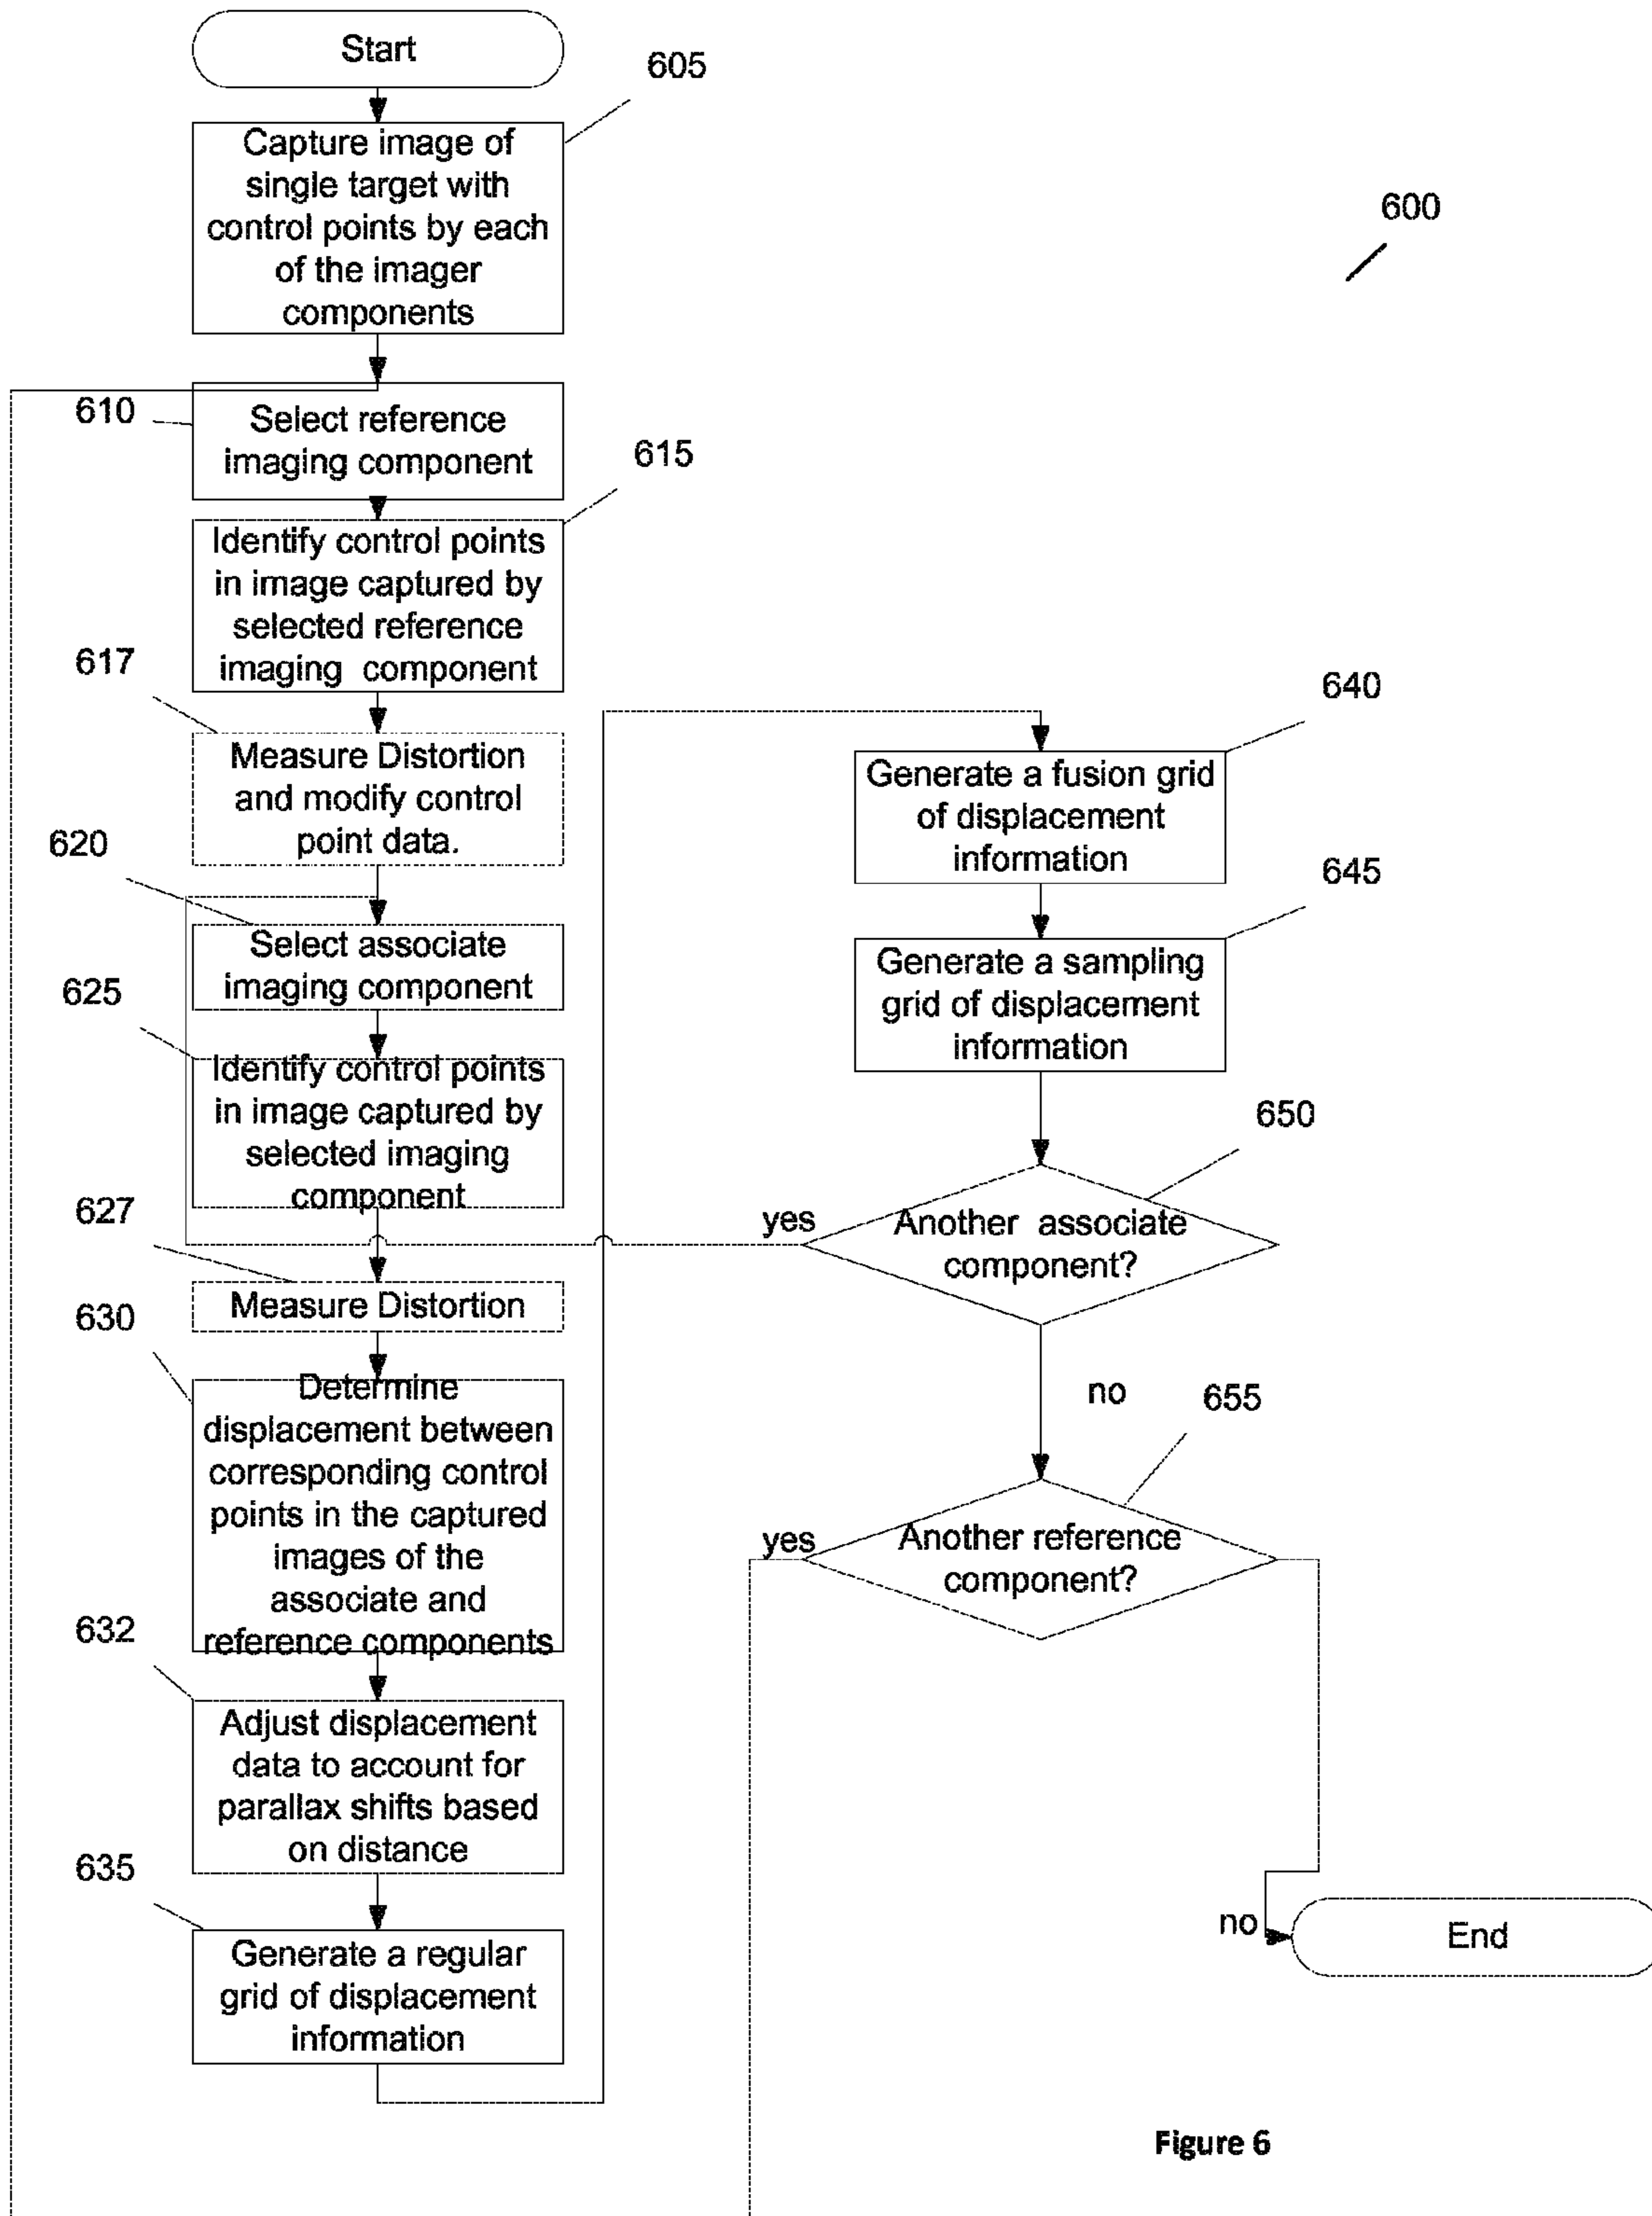 Start
605
Capture image of
single target with
control points by each
of the imager
components
600
610
Select reference
imaging component
615
Identify control points
in image captured by
selected reference
imaging component
617
Measure Distortion
and modify control
point data.
620
Select associate
imaging component
625
Identify control points
in image captured by
selected imaging
component
627
Measure Distortion
630
Determine
displacement between
corresponding control
points in the captured
images of the
associate and
reference components
632
Adjust displacement
data to account for
parallax shifts based
on distance
635
Generate a regular
grid of displacement
information
640
Generate a fusion grid
of displacement
information
645
Generate a sampling
grid of displacement
information
650
yes
Another associate
component?
no
655
yes
Another reference
component?
no
End
Figure 6